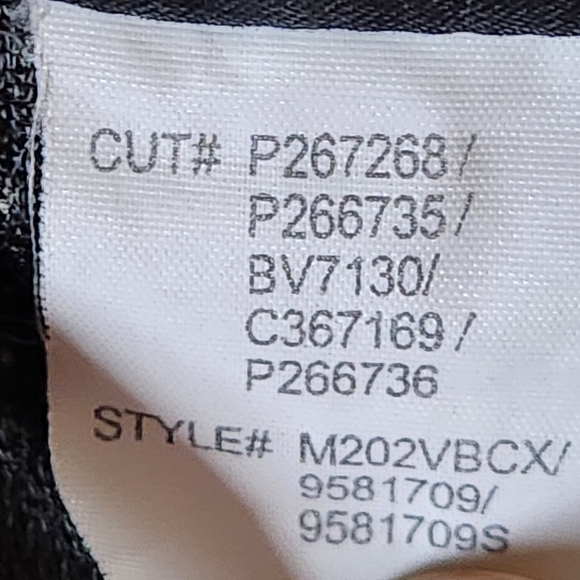 CUT# P267268/
P266735/
BV7130/
C367169/
P266736
STYLE# M202VBCX/
9581709/
9581709S